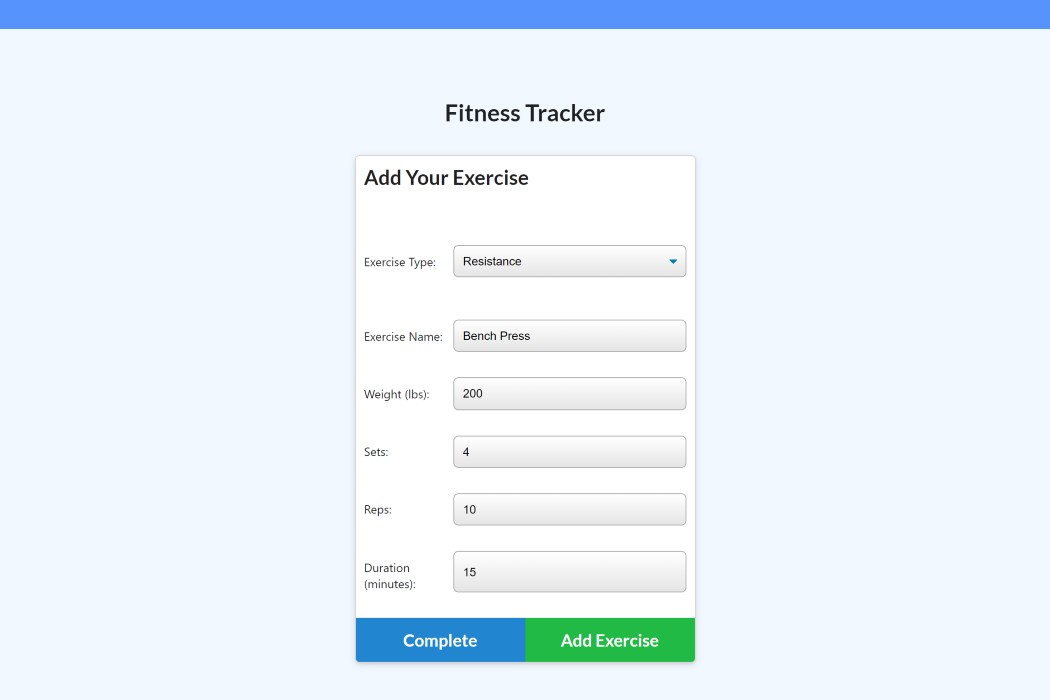 Fitness Tracker
Add Your Exercise
Exercise Type: Resistance
Exercise Name: Bench Press
Weight (lbs): 200
Sets: 4
Reps: 10
Duration
(minutes): 15
Complete Add Exercise